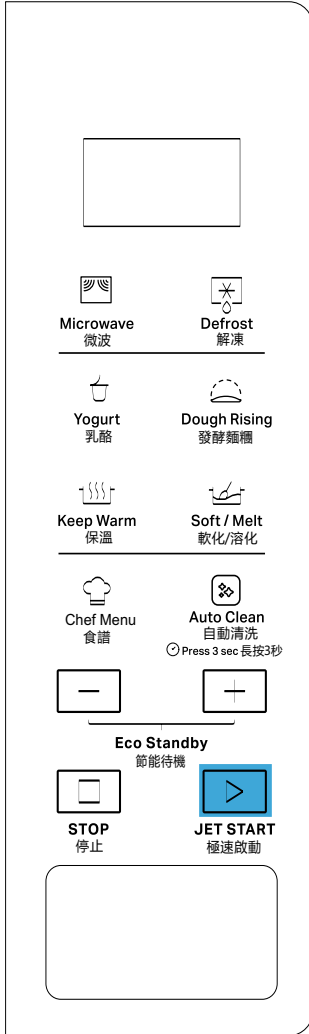 Microwave
微波
Defrost
解凍
Yogurt
乳酪
Dough Rising
發酵麵糰
Keep Warm
保溫
Soft / Melt
軟化/溶化
Chef Menu
食譜
Auto Clean
自動清洗
Press 3 sec 長按3秒
Eco Standby
節能待機
STOP
停止
JET START
極速啟動